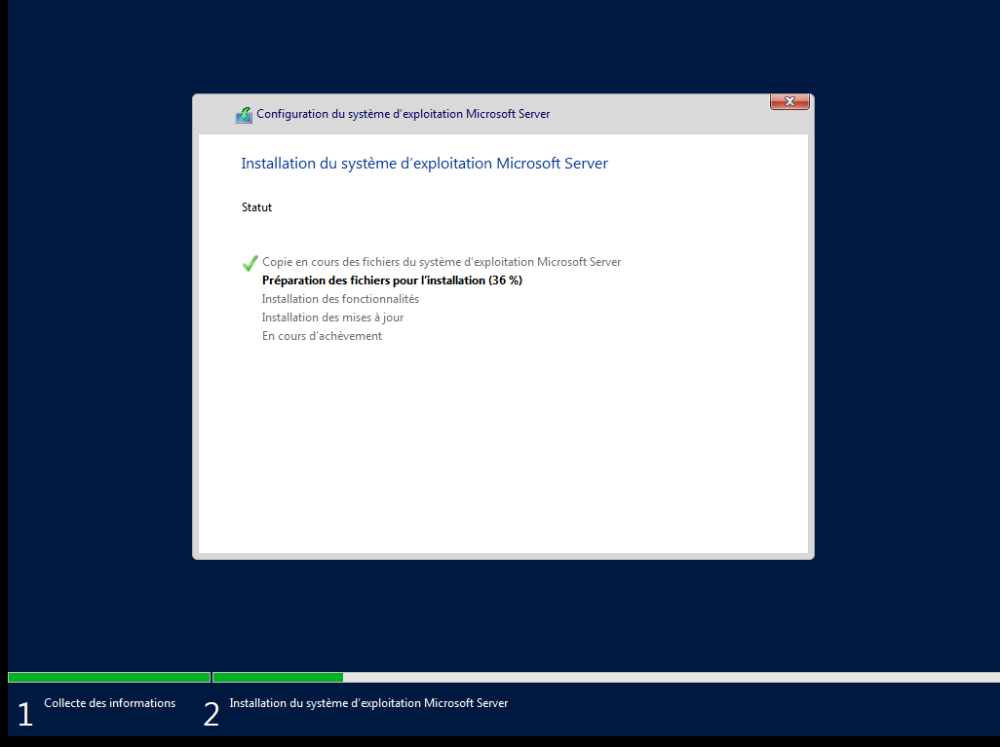 Configuration du système d'exploitation Microsoft Server
Installation du système d'exploitation Microsoft Server
Statut
Copie en cours des fichiers du système d'exploitation Microsoft Server
Préparation des fichiers pour l'installation (36 %)
Installation des fonctionnalités
Installation des mises à jour
En cours d'achèvement
1 Collecte des informations
2 Installation du système d'exploitation Microsoft Server